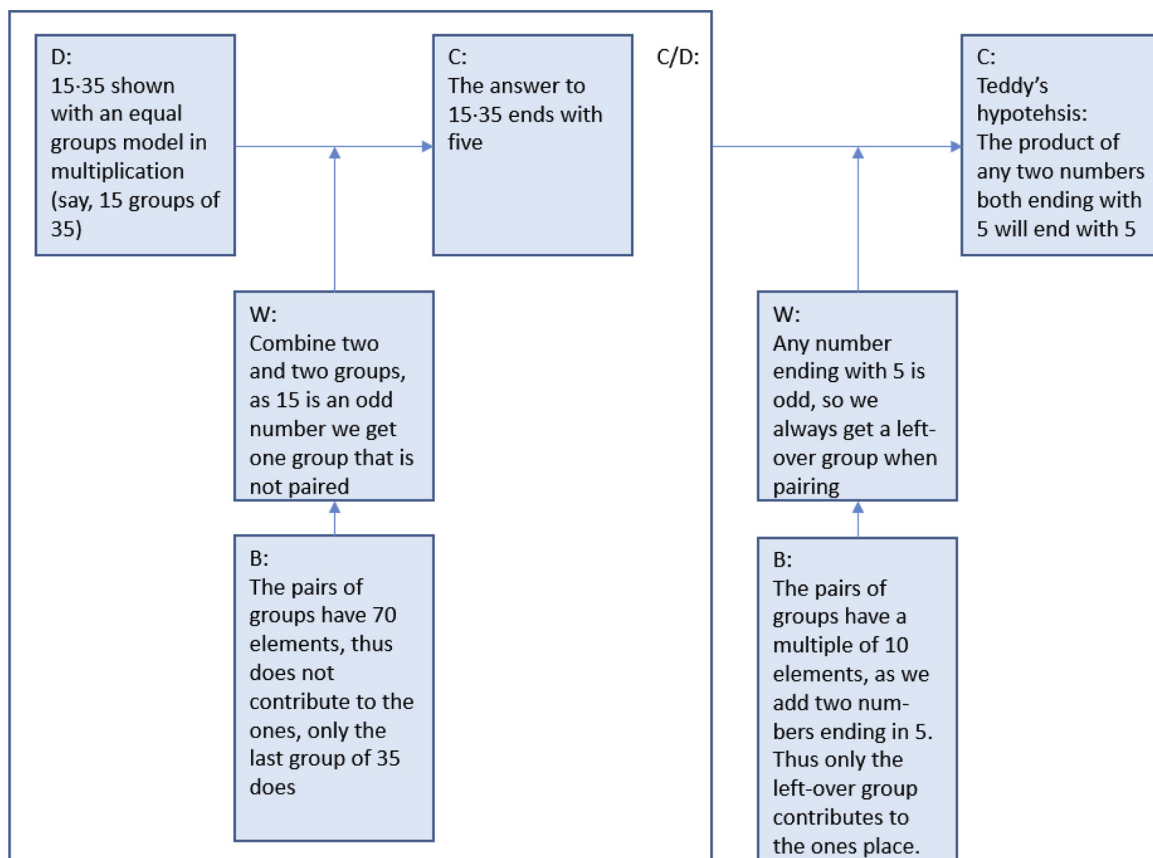 D:
15·35 shown
with an equal
groups model in
multiplication
(say, 15 groups of
35)
C:
The answer to
15·35 ends with
five
C/D:
C:
Teddy’s
hypotehsis:
The product of
any two numbers
both ending with
5 will end with 5
W:
Combine two
and two groups,
as 15 is an odd
number we get
one group that is
not paired
W:
Any number
ending with 5 is
odd, so we
always get a left-
over group when
pairing
B:
The pairs of
groups have 70
elements, thus
does not
contribute to the
ones, only the
last group of 35
does
B:
The pairs of
groups have a
multiple of 10
elements, as we
add two num-
bers ending in 5.
Thus only the
left-over group
contributes to
the ones place.